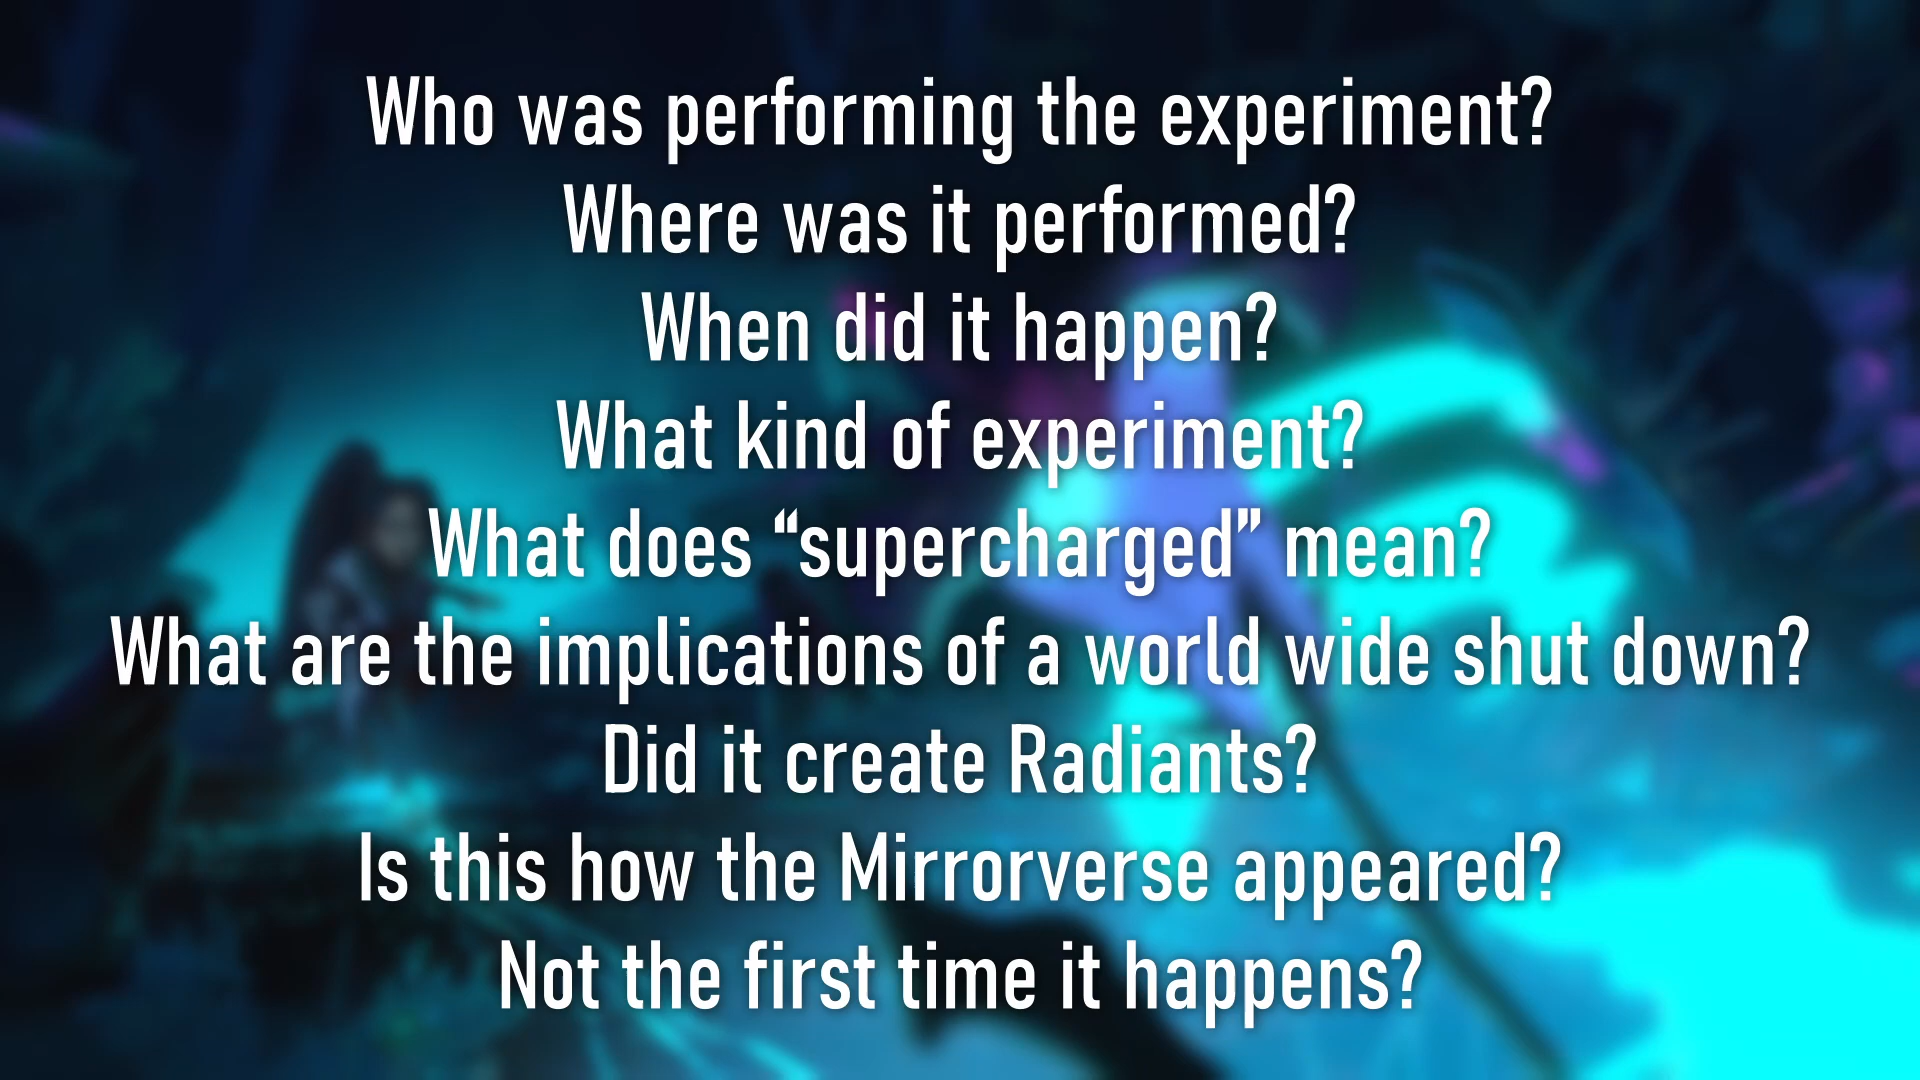 Who was performing the experiment?
Where was it performed?
When did it happen?
What kind of experiment?
What does “supercharged” mean?
What are the implications of a world wide shut down?
Did it create Radiants?
Is this how the Mirrorverse appeared?
Not the first time it happens?